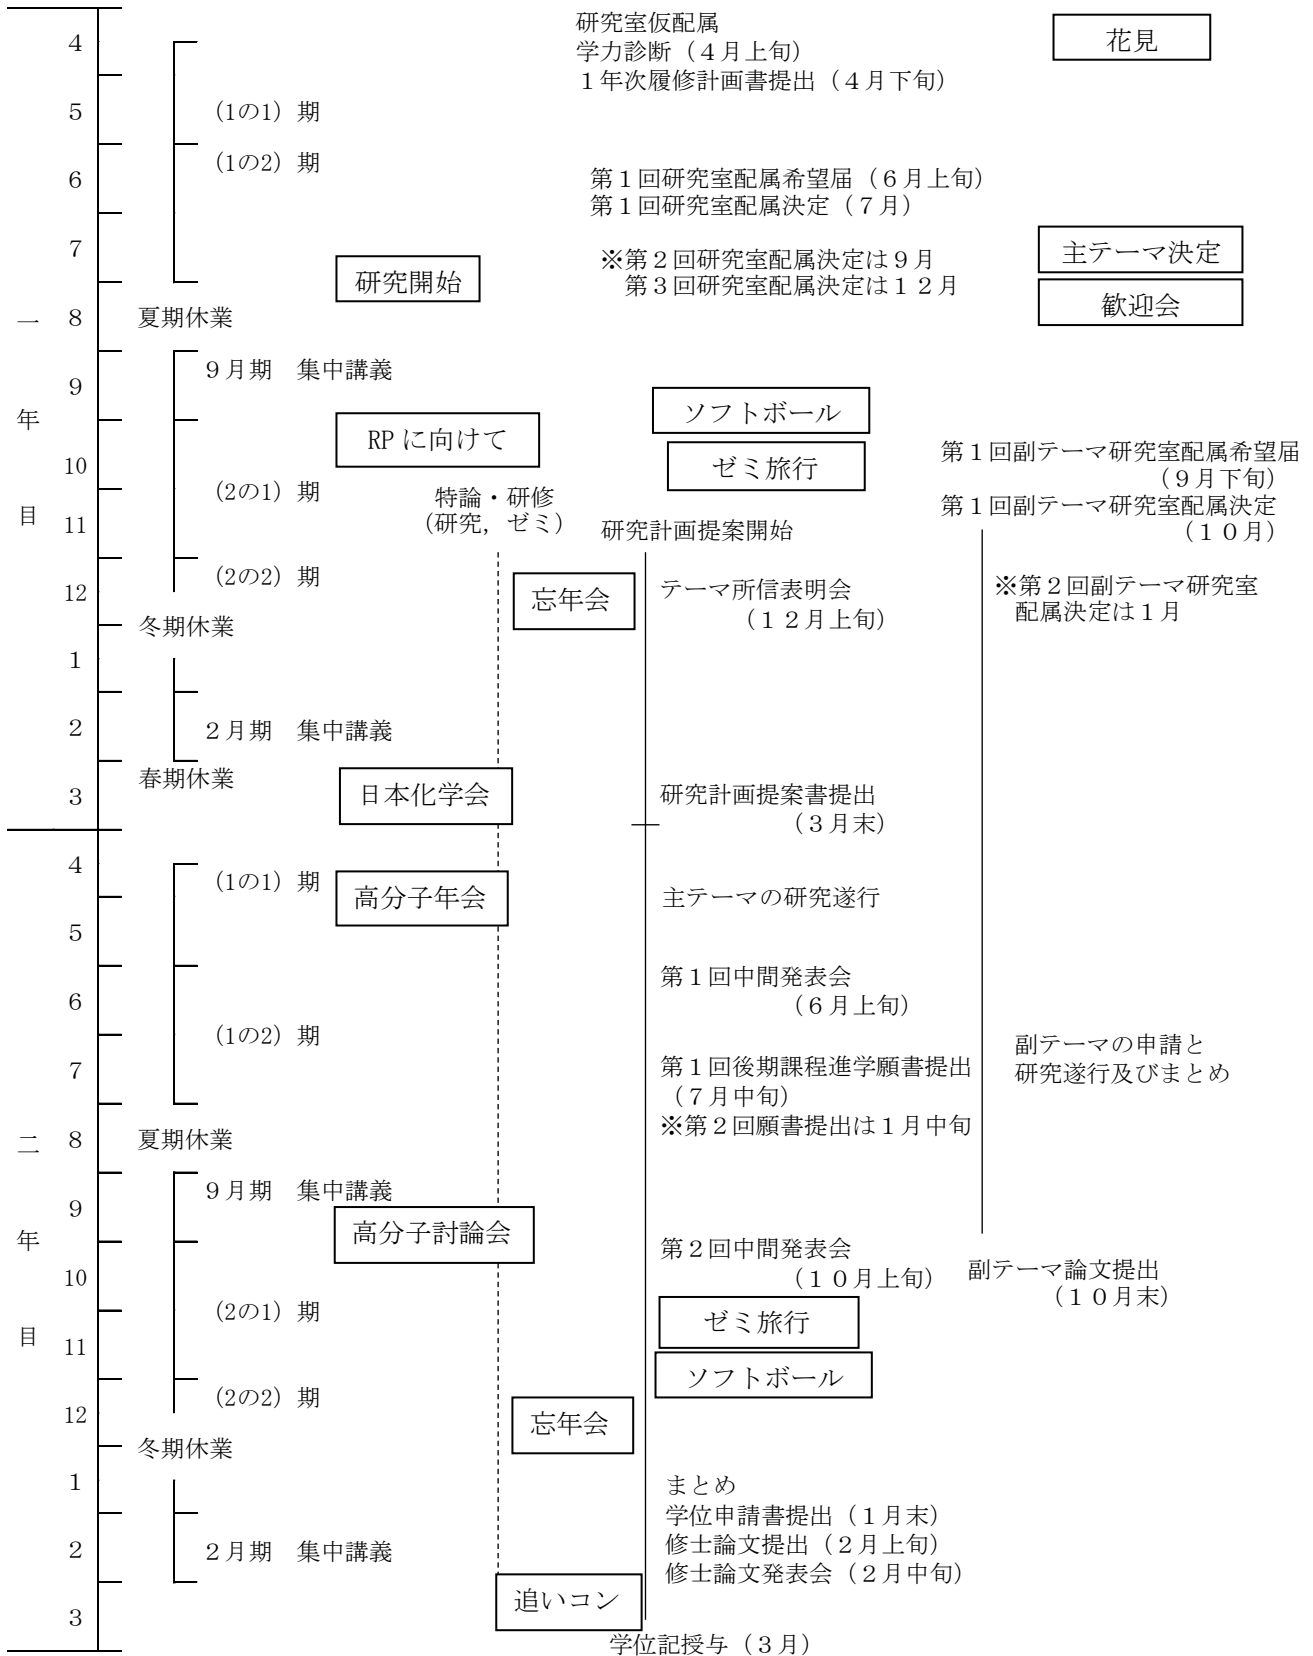 4
研究室仮配属
学力診断（４月上旬）
１年次履修計画書提出（４月下旬）
花見
5
(1の1) 期
6
(1の2) 期
第１回研究室配属希望届（６月上旬）
第１回研究室配属決定（７月）
7
※第２回研究室配属決定は９月
第３回研究室配属決定は１２月
主テーマ決定
研究開始
歓迎会
一
8
夏期休業
9
９月期　集中講義
年
ソフトボール
RP に向けて
ゼミ旅行
10
第１回副テーマ研究室配属希望届
（９月下旬）
(2の1) 期
特論・研修
(研究, ゼミ)
第１回副テーマ研究室配属決定
（１０月）
目
11
研究計画提案開始
12
(2の2) 期
忘年会
テーマ所信表明会
（１２月上旬）
※第２回副テーマ研究室
配属決定は１月
冬期休業
1
2
２月期　集中講義
春期休業
3
日本化学会
研究計画提案書提出
（３月末）
4
(1の1) 期
高分子年会
主テーマの研究遂行
5
6
第１回中間発表会
（６月上旬）
(1の2) 期
7
第１回後期課程進学願書提出
（７月中旬）
※第２回願書提出は１月中旬
副テーマの申請と
研究遂行及びまとめ
二
8
夏期休業
9
９月期　集中講義
年
高分子討論会
第２回中間発表会
（１０月上旬）
10
副テーマ論文提出
（１０月末）
(2の1) 期
目
11
ゼミ旅行
ソフトボール
12
(2の2) 期
忘年会
冬期休業
1
まとめ
学位申請書提出（１月末）
修士論文提出（２月上旬）
修士論文発表会（２月中旬）
2
２月期　集中講義
3
追いコン
学位記授与（３月）